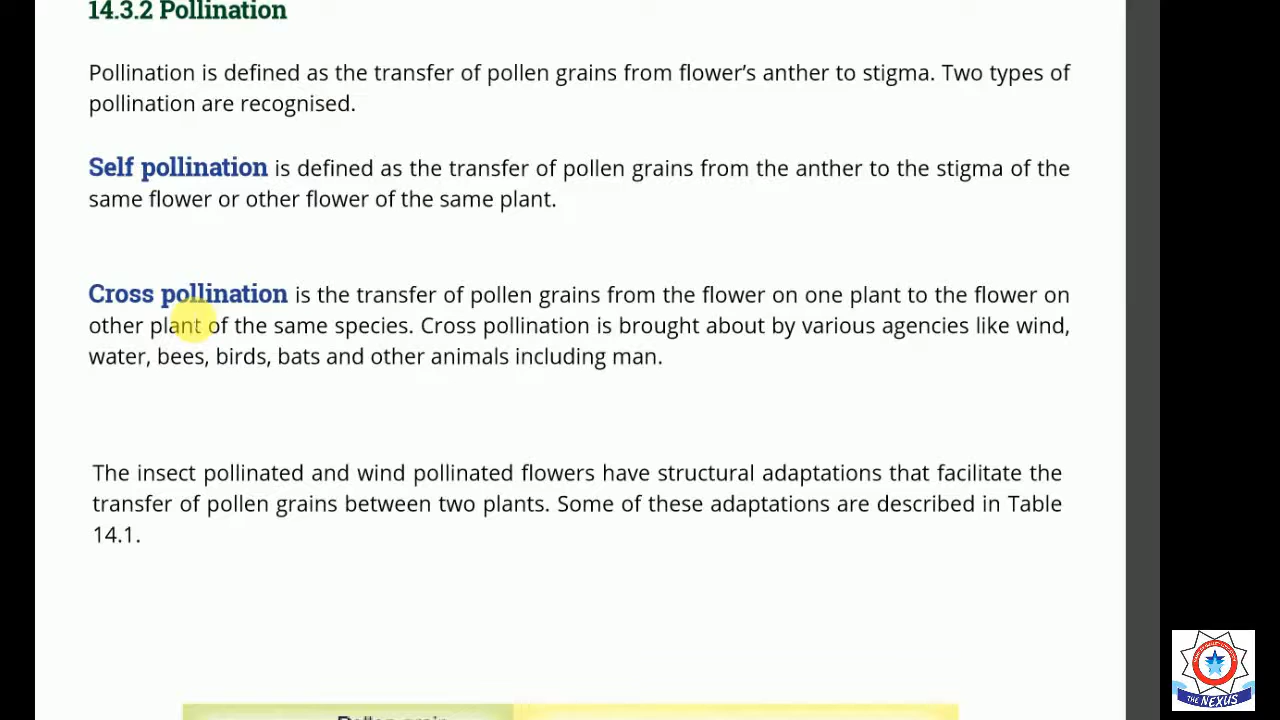 14.3.2 Pollination
Pollination is defined as the transfer of pollen grains from flower’s anther to stigma. Two types of
pollination are recognised.
Self pollination is defined as the transfer of pollen grains from the anther to the stigma of the
same flower or other flower of the same plant.
Cross pollination is the transfer of pollen grains from the flower on one plant to the flower on
other plant of the same species. Cross pollination is brought about by various agencies like wind,
water, bees, birds, bats and other animals including man.
The insect pollinated and wind pollinated flowers have structural adaptations that facilitate the
transfer of pollen grains between two plants. Some of these adaptations are described in Table
14.1.
THE NEXUS